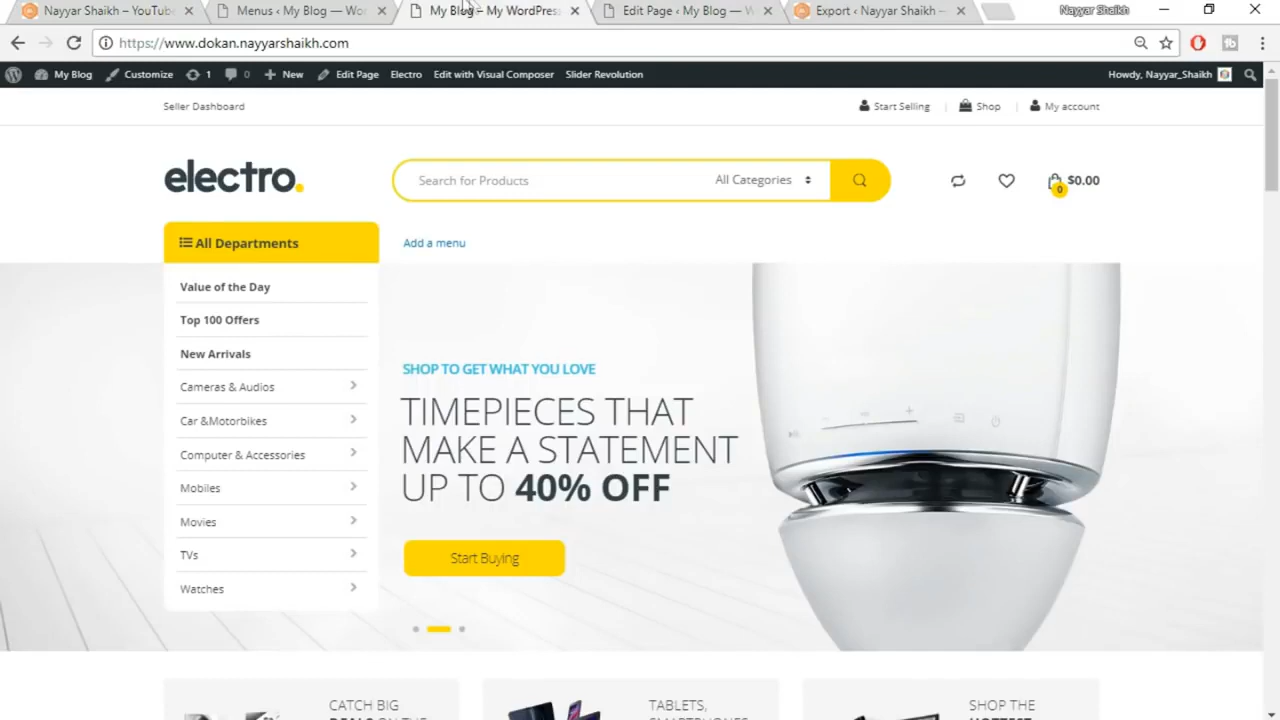 Nayyar Shaikh – YouTub
Menus ‹ My Blog — Wor
My Blog – My WordPress
Edit Page ‹ My Blog — W
Export ‹ Nayyar Shaikh —
Nayyar Shaikh
https://www.dokan.nayyarshaikh.com
My Blog
Customize
1
0
New
Edit Page
Electro
Edit with Visual Composer
Slider Revolution
Howdy, Nayyar_Shaikh
Seller Dashboard
Start Selling
Shop
My account
electro.
Search for Products
All Categories
0
$0.00
All Departments
Add a menu
Value of the Day
Top 100 Offers
New Arrivals
Cameras & Audios
Car &Motorbikes
Computer & Accessories
Mobiles
Movies
TVs
Watches
SHOP TO GET WHAT YOU LOVE
TIMEPIECES THAT
MAKE A STATEMENT
UP TO 40% OFF
Start Buying
CATCH BIG
DEALS ON THE
TABLETS,
SMARTPHONES
SHOP THE
HOTTEST